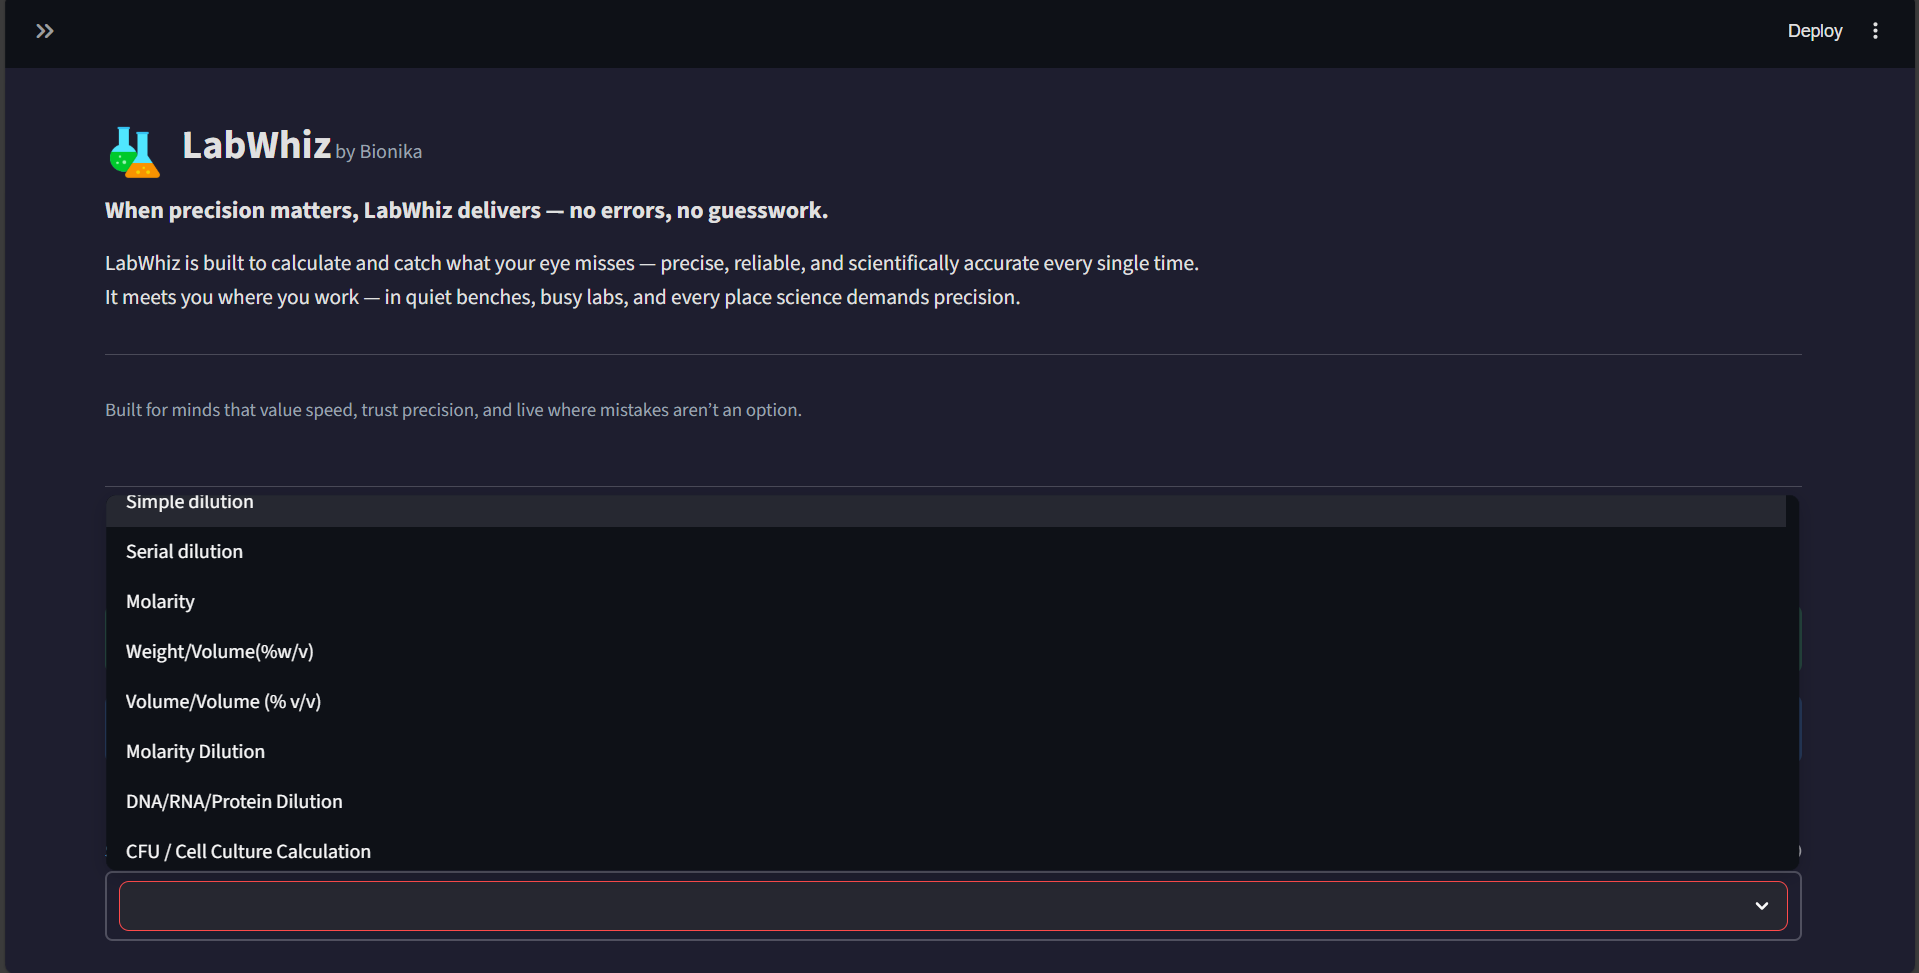 Deploy
LabWhiz by Bionika
When precision matters, LabWhiz delivers — no errors, no guesswork.
LabWhiz is built to calculate and catch what your eye misses — precise, reliable, and scientifically accurate every single time.
It meets you where you work — in quiet benches, busy labs, and every place science demands precision.
Built for minds that value speed, trust precision, and live where mistakes aren’t an option.
Simple dilution
Serial dilution
Molarity
Weight/Volume(%w/v)
Volume/Volume (% v/v)
Molarity Dilution
DNA/RNA/Protein Dilution
CFU / Cell Culture Calculation